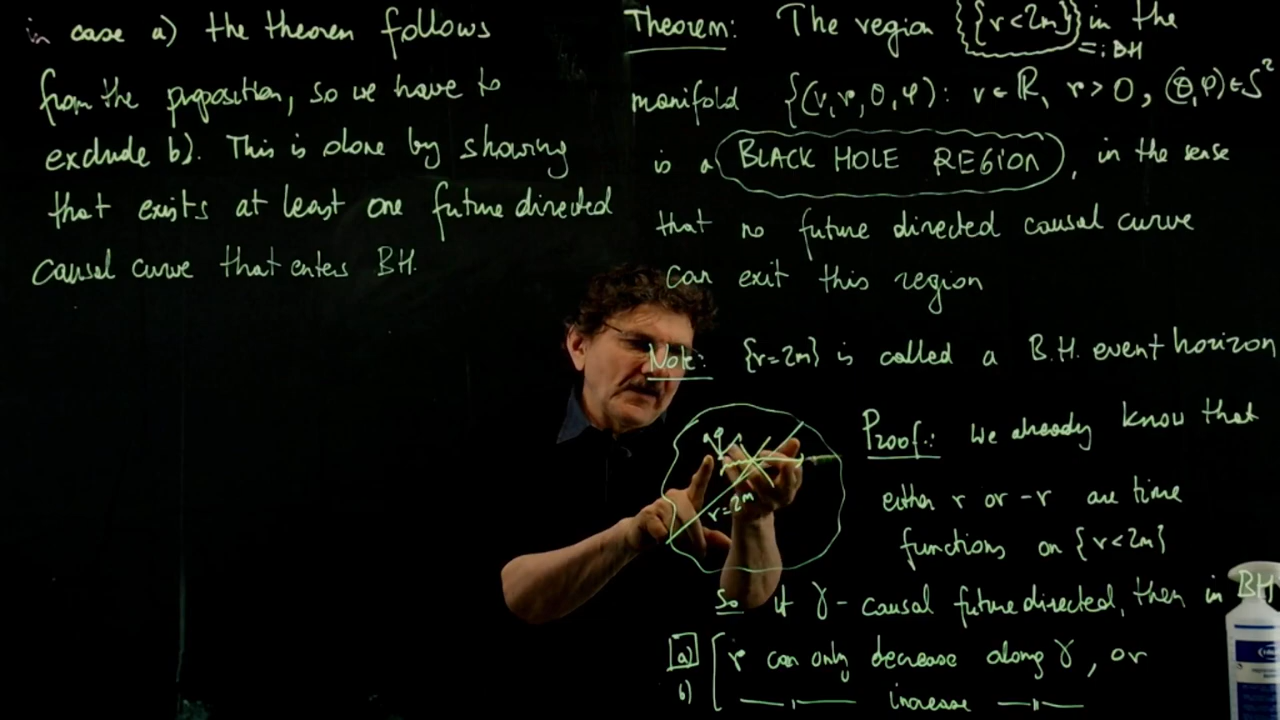 in case a) the theorem follows
from the proposition, so we have to
exclude b). This is done by showing
that exists at least one future directed
causal curve that enters BH.
Theorem: The region {r<2m} in the
=: BH
manifold {(v,r,θ,φ): v∈ℝ, r>0, (θ,φ)∈S²
is a BLACK HOLE REGION, in the sense
that no future directed causal curve
can exit this region
Note: {r=2m} is called a B.H. event horizon
r=2m
Proof: We already know that
either r or -r are time
functions on {r<2m}
So if γ - causal future directed, then in BH
a) r can only decrease along γ, or
b) —"— increase —"—